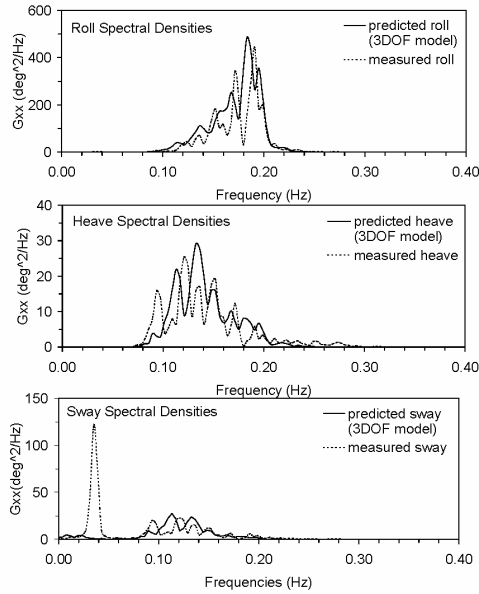 Roll Spectral Densities
predicted roll
(3DOF model)
measured roll
Gxx (deg^2/Hz)
600
400
200
0
0.00 0.10 0.20 0.30 0.40
Frequency (Hz)
Heave Spectral Densities
predicted heave
(3DOF model)
measured heave
Gxx (deg^2/Hz)
40
30
20
10
0
0.00 0.10 0.20 0.30 0.40
Frequency (Hz)
Sway Spectral Densities
predicted sway
(3DOF model)
measured sway
Gxx(deg^2/Hz)
150
100
50
0
0.00 0.10 0.20 0.30 0.40
Frequencies (Hz)